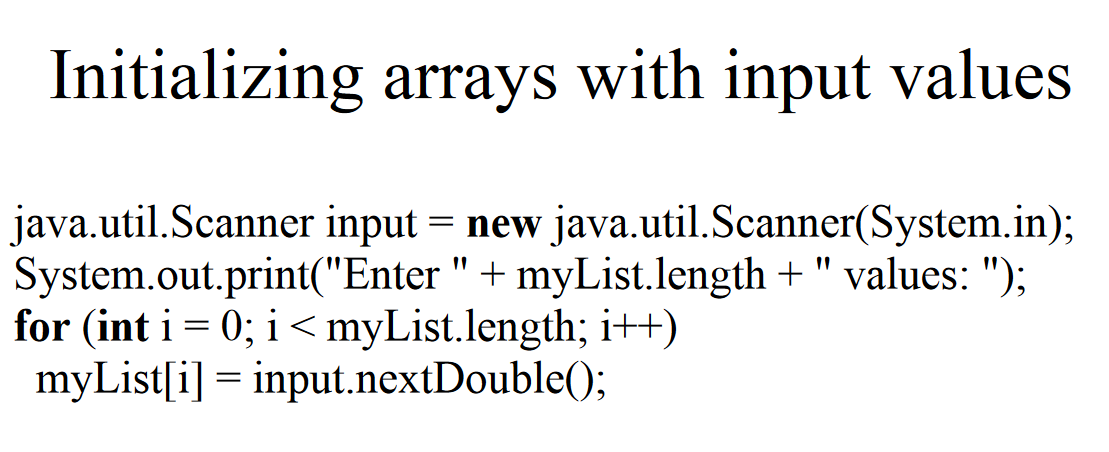 Initializing arrays with input values
java.util.Scanner input = new java.util.Scanner(System.in);
System.out.print("Enter " + myList.length + " values: ");
for (int i = 0; i < myList.length; i++)
myList[i] = input.nextDouble();